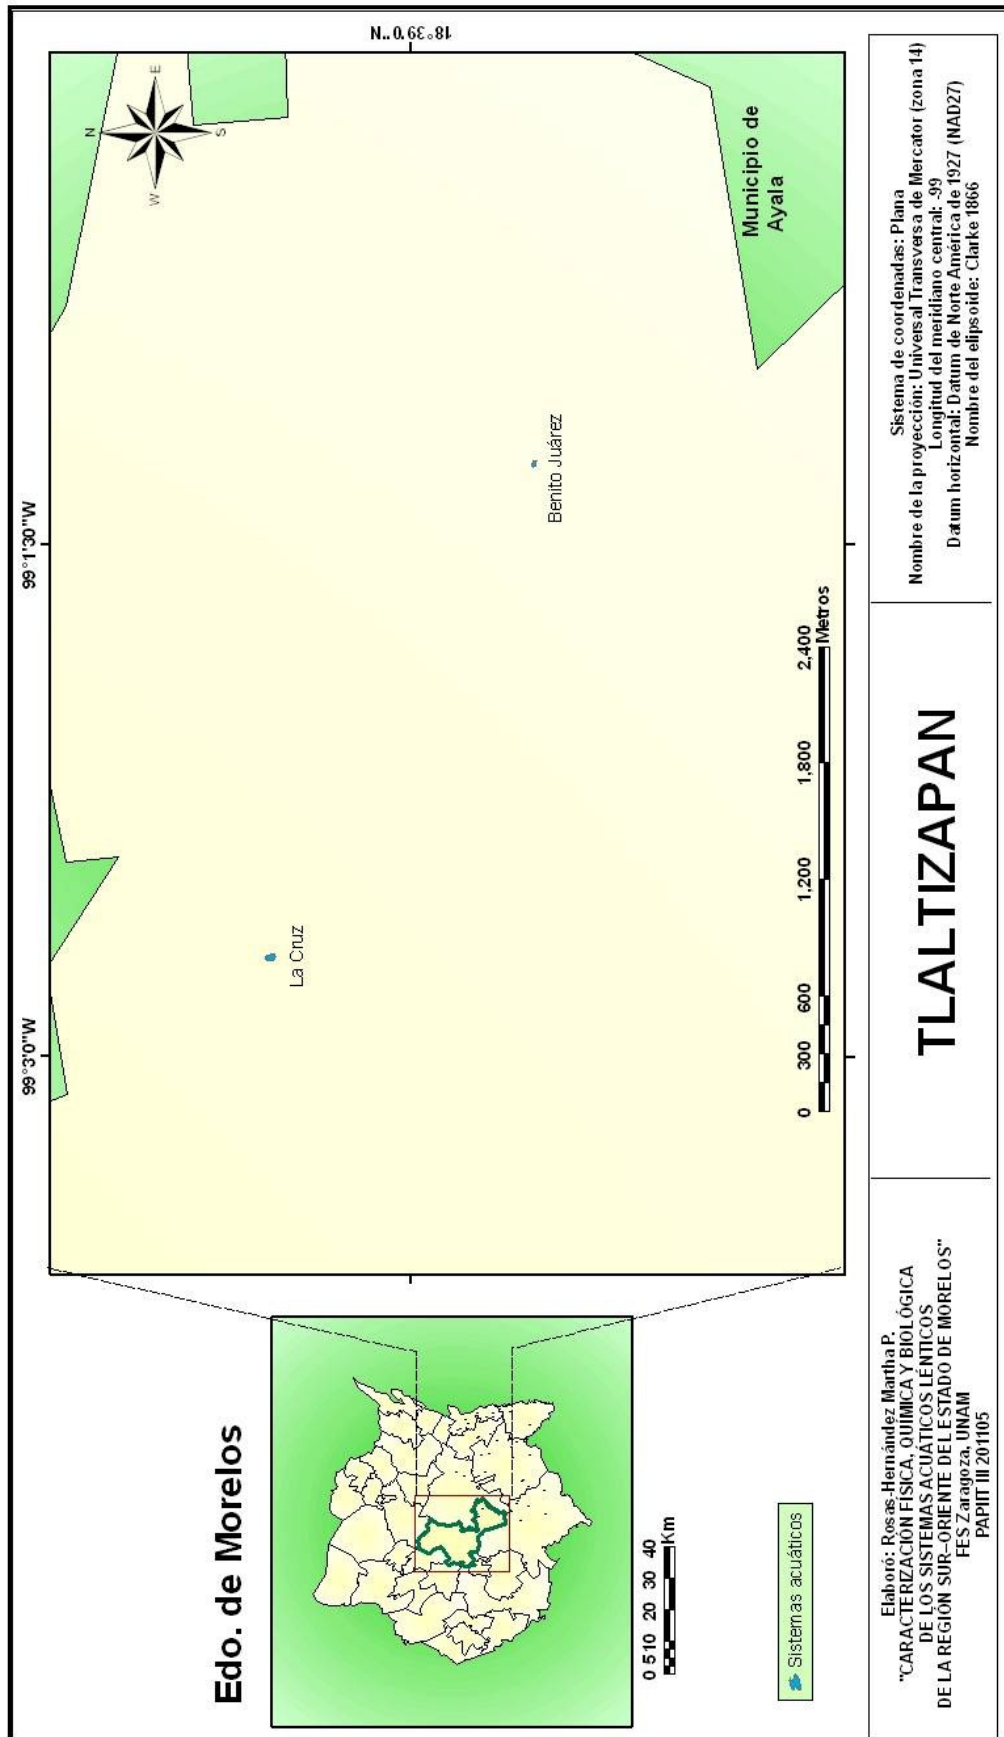 Edo. de Morelos
0 5 10 20 30 40
Km
Sistemas acuáticos
99°3'0"W
99°1'30"W
18°39'0"N
N
E
S
W
La Cruz
Benito Juárez
Municipio de
Ayala
0 300 600 1,200 1,800 2,400
Metros
Elaboró: Rosas-Hernández Martha P.
"CARACTERIZACIÓN FÍSICA, QUÍMICA Y BIOLÓGICA
DE LOS SISTEMAS ACUÁTICOS LÉNTICOS
DE LA REGIÓN SUR-ORIENTE DEL ESTADO DE MORELOS"
FES Zaragoza, UNAM
PAPIIT III 201105
TLALTIZAPAN
Sistema de coordenadas: Plana
Nombre de la proyección: Universal Transversa de Mercator (zona 14)
Longitud del meridiano central: -99
Datum horizontal: Datum de Norte América de 1927 (NAD27)
Nombre del elipsoide: Clarke 1866